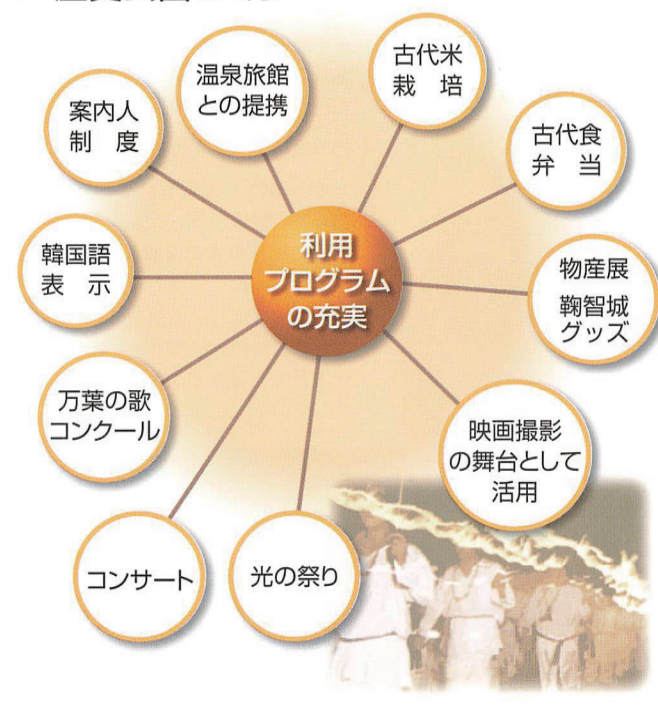 利用
プログラム
の充実
温泉旅館
との提携
古代米
栽　培
古代食
弁　当
物産展
鞠智城
グッズ
映画撮影
の舞台として
活用
光の祭り
コンサート
万葉の歌
コンクール
韓国語
表　示
案内人
制　度